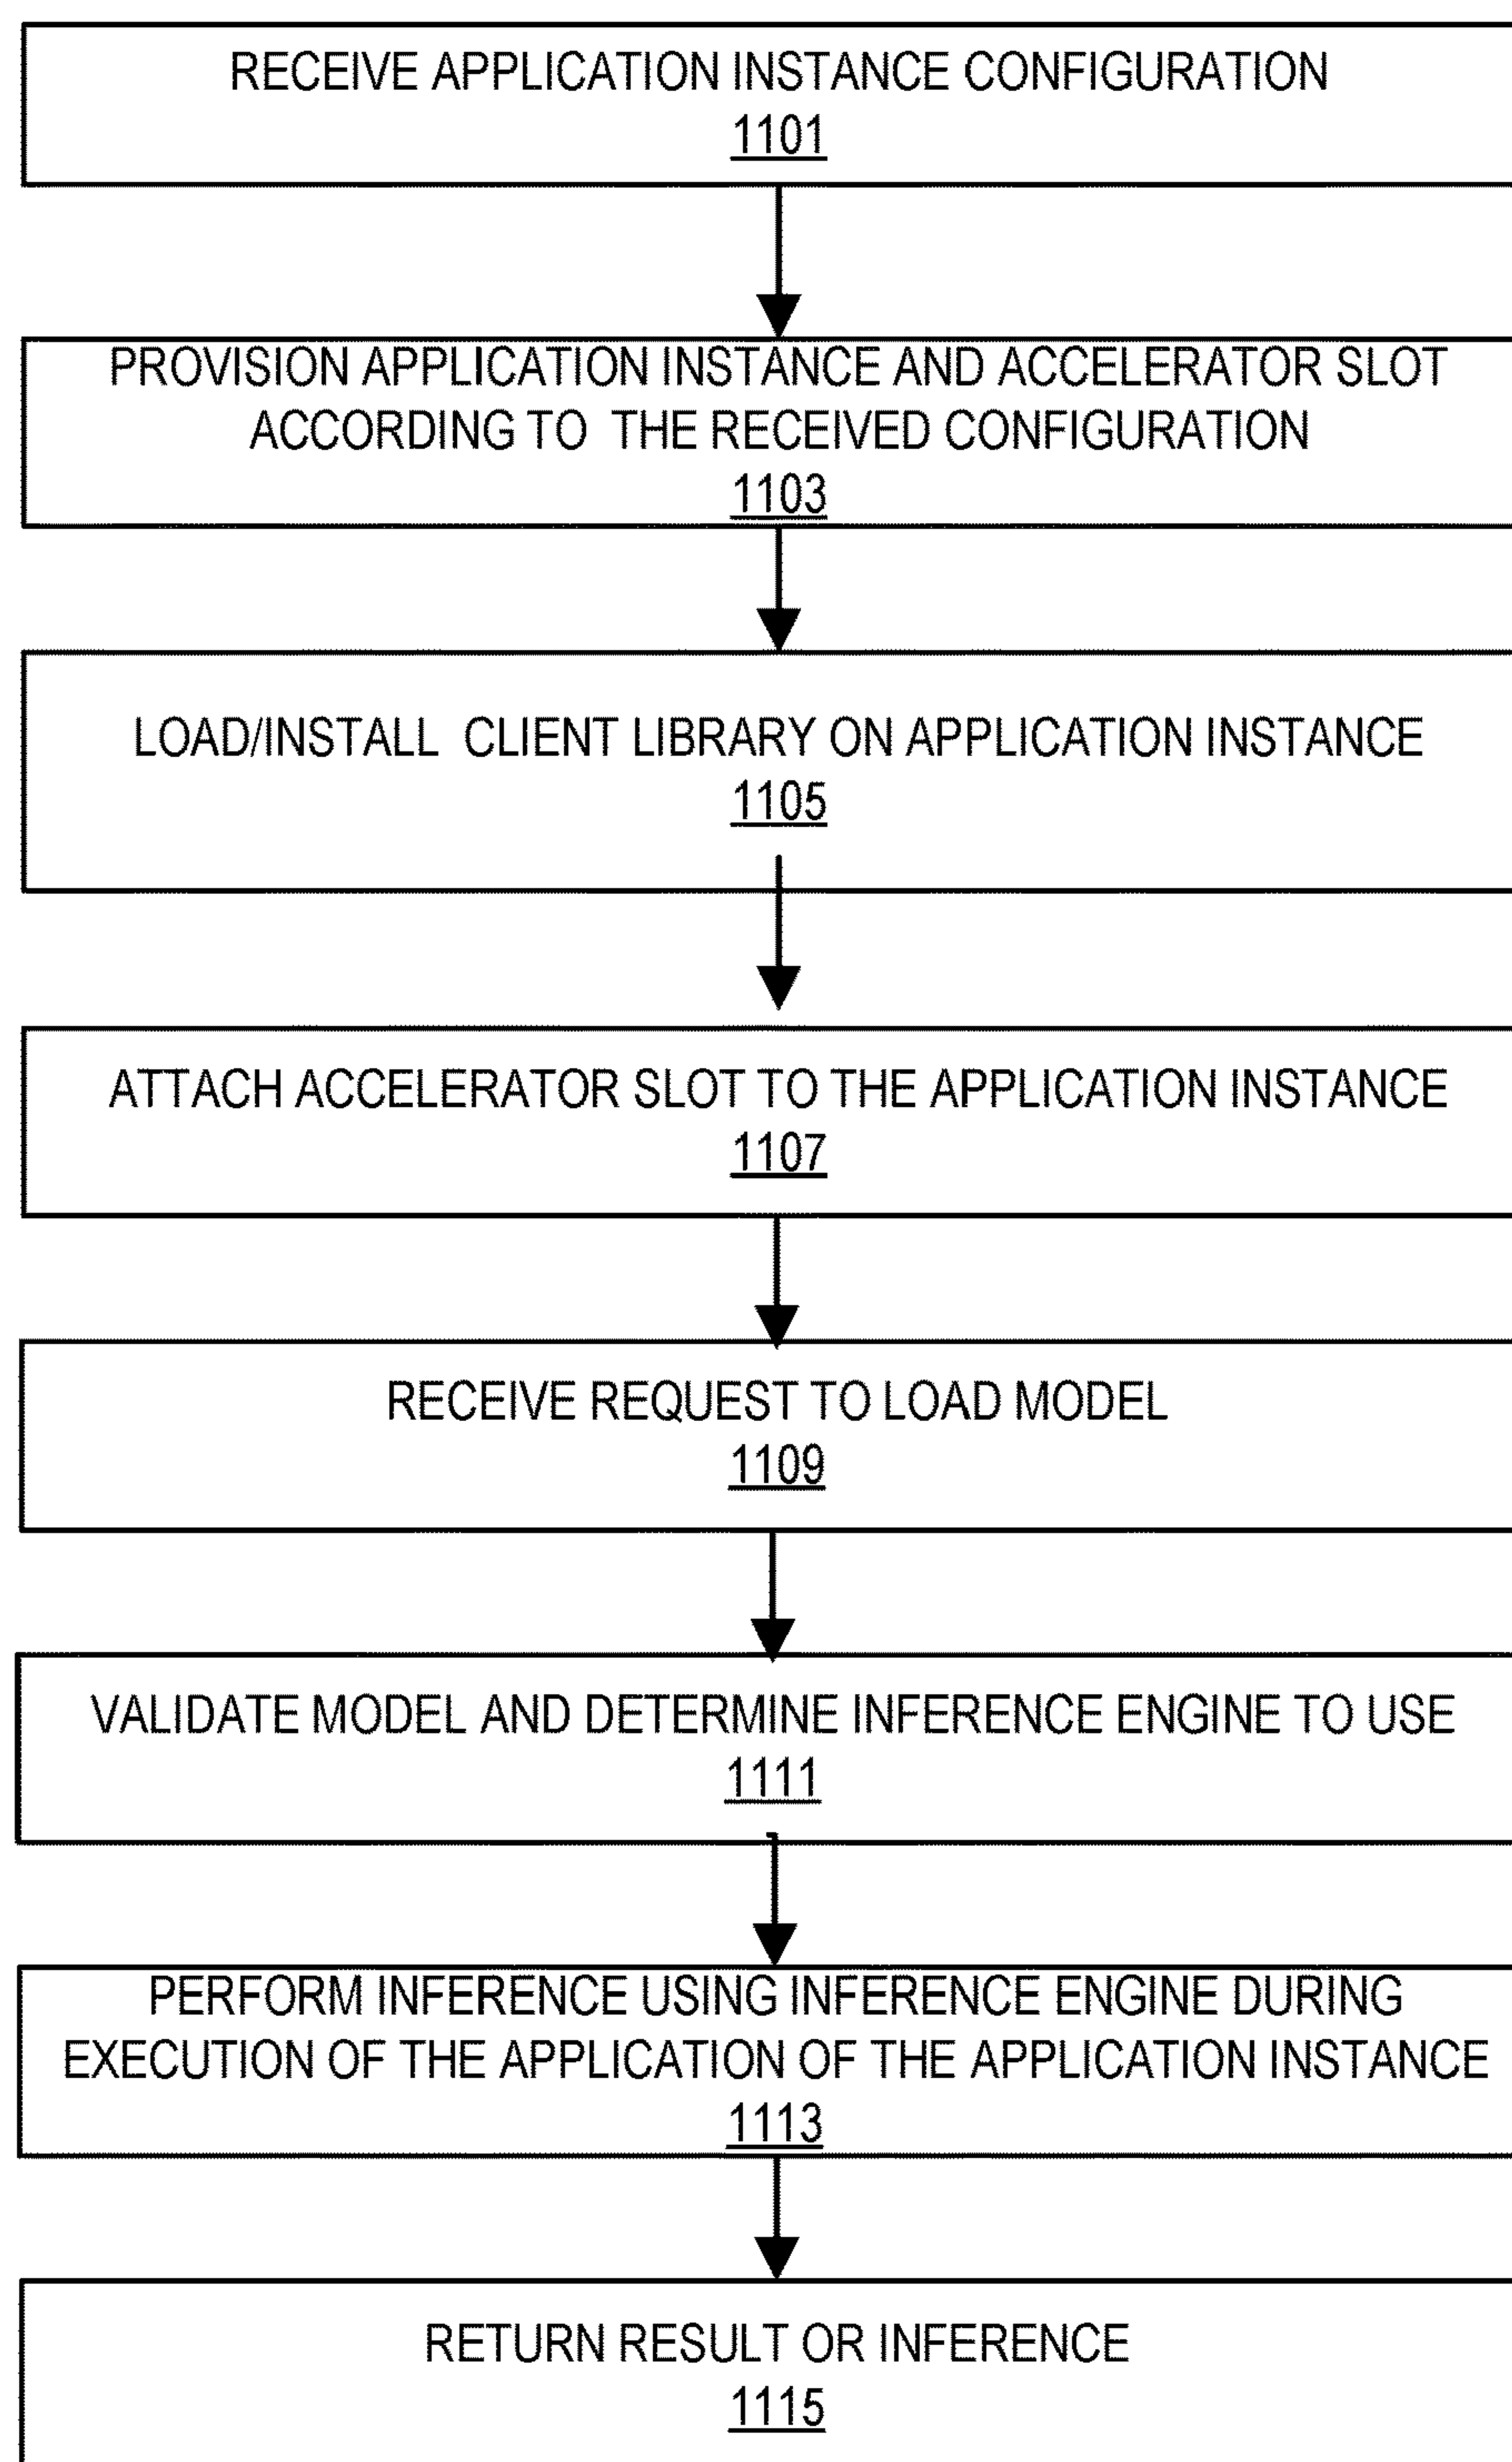 RECEIVE APPLICATION INSTANCE CONFIGURATION
1101
PROVISION APPLICATION INSTANCE AND ACCELERATOR SLOT
ACCORDING TO THE RECEIVED CONFIGURATION
1103
LOAD/INSTALL CLIENT LIBRARY ON APPLICATION INSTANCE
1105
ATTACH ACCELERATOR SLOT TO THE APPLICATION INSTANCE
1107
RECEIVE REQUEST TO LOAD MODEL
1109
VALIDATE MODEL AND DETERMINE INFERENCE ENGINE TO USE
1111
PERFORM INFERENCE USING INFERENCE ENGINE DURING
EXECUTION OF THE APPLICATION OF THE APPLICATION INSTANCE
1113
RETURN RESULT OR INFERENCE
1115